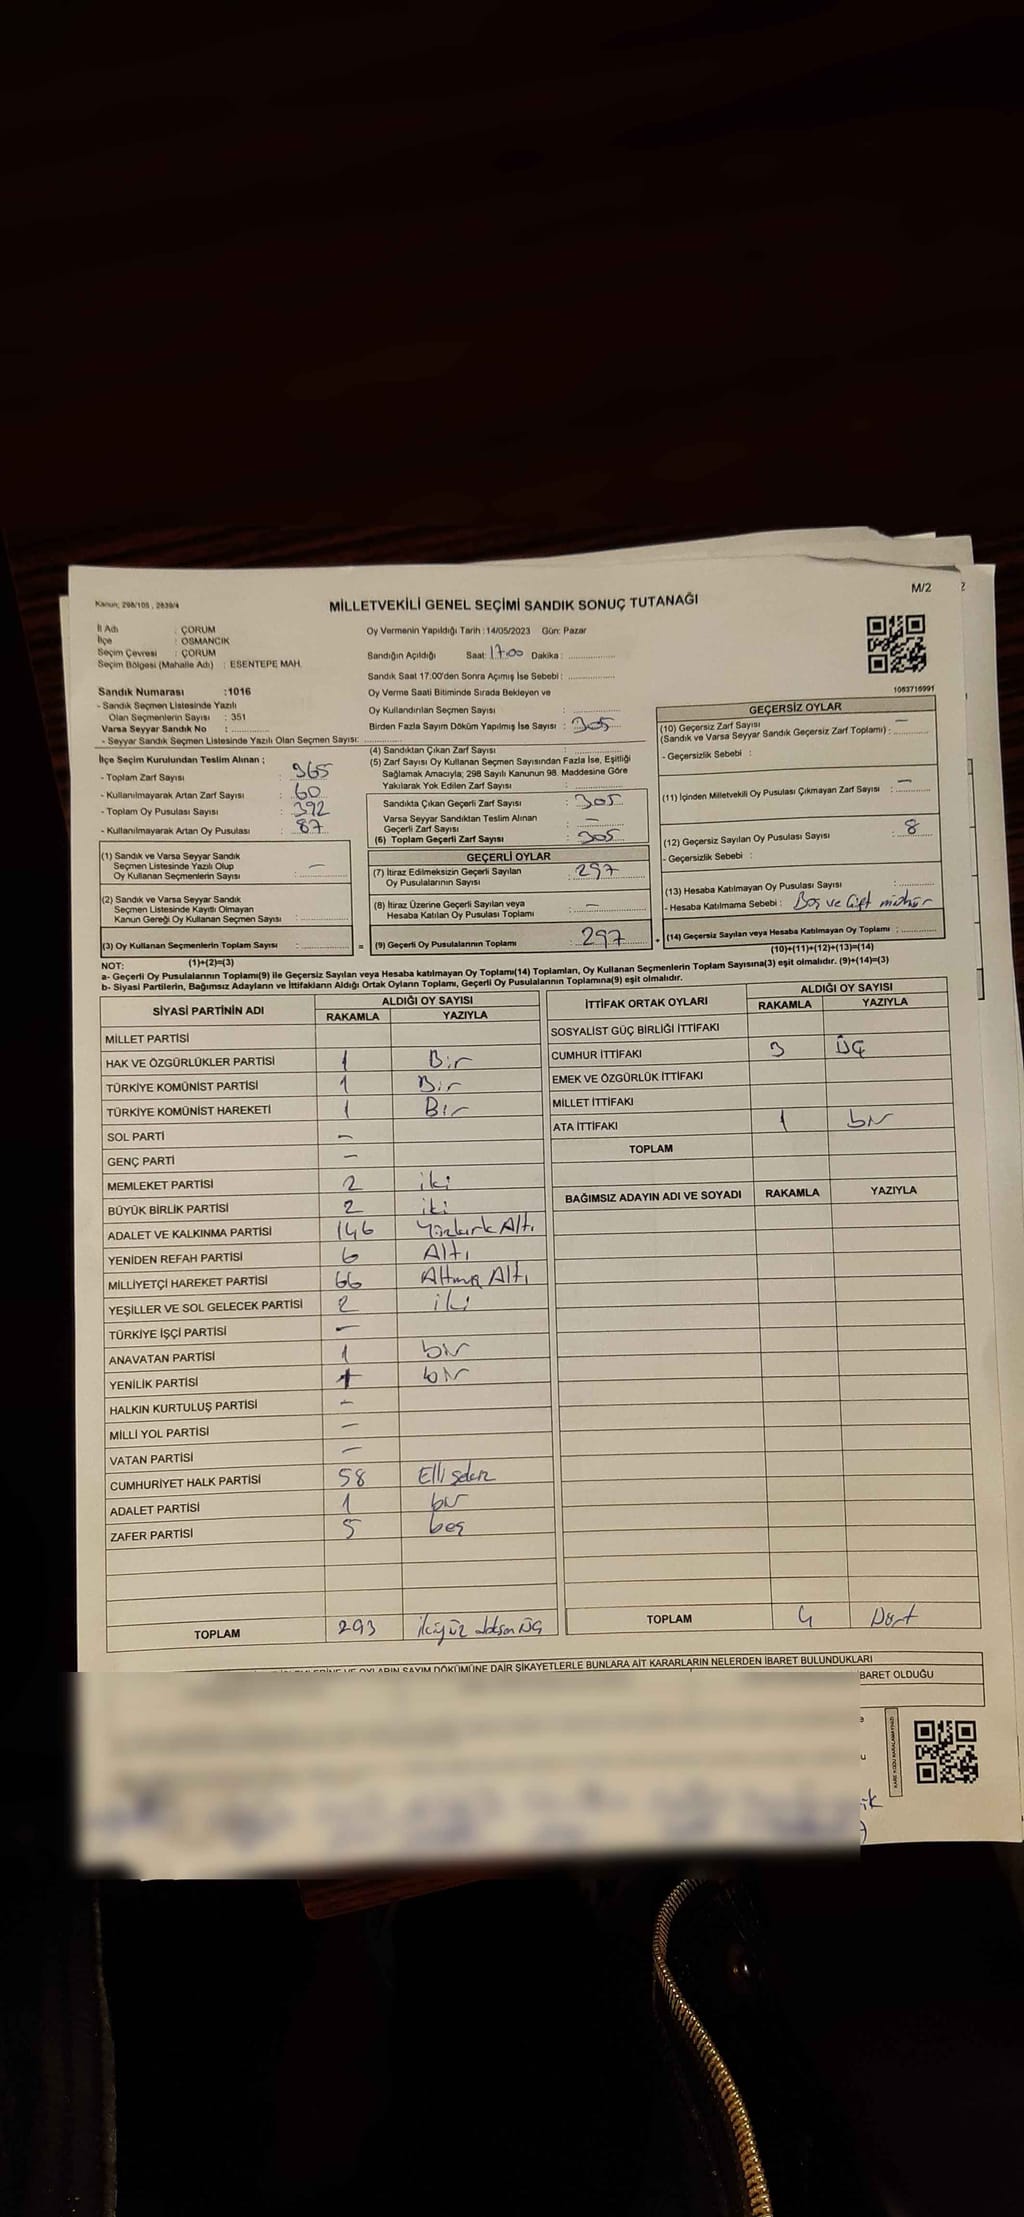 Kanun; 298/105 , 2839/4
M/2
2
MİLLETVEKİLİ GENEL SEÇİMİ SANDIK SONUÇ TUTANAĞI
İl Adı : ÇORUM
İlçe : OSMANCIK
Seçim Çevresi : ÇORUM
Seçim Bölgesi (Mahalle Adı) : ESENTEPE MAH.
Sandık Numarası :1016
- Sandık Seçmen Listesinde Yazılı
Olan Seçmenlerin Sayısı : 351
Varsa Seyyar Sandık No : ..............
- Seyyar Sandık Seçmen Listesinde Yazılı Olan Seçmen Sayısı: ..............
Oy Vermenin Yapıldığı Tarih : 14/05/2023 Gün: Pazar
Sandığın Açıldığı Saat: 17:00 Dakika : ..............
Sandık Saat 17:00'den Sonra Açımış İse Sebebi : ..............
Oy Verme Saati Bitiminde Sırada Bekleyen ve
Oy Kullandırılan Seçmen Sayısı : ..............
Birden Fazla Sayım Döküm Yapılmış İse Sayısı : 305
1063716991
İlçe Seçim Kurulundan Teslim Alınan ;
- Toplam Zarf Sayısı : 365
- Kullanılmayarak Artan Zarf Sayısı : 60
- Toplam Oy Pusulası Sayısı : 392
- Kullanılmayarak Artan Oy Pusulası : 87
(1) Sandık ve Varsa Seyyar Sandık
Seçmen Listesinde Yazılı Olup
Oy Kullanan Seçmenlerin Sayısı : –
(2) Sandık ve Varsa Seyyar Sandık
Seçmen Listesinde Kayıtlı Olmayan
Kanun Gereği Oy Kullanan Seçmen Sayısı : ..............
(3) Oy Kullanan Seçmenlerin Toplam Sayısı : .............. =
(1)+(2)=(3)
(4) Sandıktan Çıkan Zarf Sayısı : ..............
(5) Zarf Sayısı Oy Kullanan Seçmen Sayısından Fazla İse, Eşitliği
Sağlamak Amacıyla; 298 Sayılı Kanunun 98. Maddesine Göre
Yakılarak Yok Edilen Zarf Sayısı : ..............
Sandıkta Çıkan Geçerli Zarf Sayısı : 305
Varsa Seyyar Sandıktan Teslim Alınan
Geçerli Zarf Sayısı : –
(6) Toplam Geçerli Zarf Sayısı : 305
GEÇERLİ OYLAR
(7) İtiraz Edilmeksizin Geçerli Sayılan
Oy Pusulalarının Sayısı : 297
(8) İtiraz Üzerine Geçerli Sayılan veya
Hesaba Katılan Oy Pusulası Toplamı : –
(9) Geçerli Oy Pusulalarının Toplamı : 297 +
GEÇERSİZ OYLAR
(10) Geçersiz Zarf Sayısı –
(Sandık ve Varsa Seyyar Sandık Geçersiz Zarf Toplamı) : ..............
- Geçersizlik Sebebi :
(11) İçinden Milletvekili Oy Pusulası Çıkmayan Zarf Sayısı : –
(12) Geçersiz Sayılan Oy Pusulası Sayısı : 8
- Geçersizlik Sebebi :
(13) Hesaba Katılmayan Oy Pusulası Sayısı : ..............
- Hesaba Katılmama Sebebi : Boş ve Çift mühür
(14) Geçersiz Sayılan veya Hesaba Katılmayan Oy Toplamı : ..............
(10)+(11)+(12)+(13)=(14)
NOT:
a- Geçerli Oy Pusulalarının Toplamı(9) ile Geçersiz Sayılan veya Hesaba katılmayan Oy Toplamı(14) Toplamları, Oy Kullanan Seçmenlerin Toplam Sayısına(3) eşit olmalıdır. (9)+(14)=(3)
b- Siyasi Partilerin, Bağımsız Adayların ve İttifakların Aldığı Ortak Oyların Toplamı, Geçerli Oy Pusulalarının Toplamına(9) eşit olmalıdır.
SİYASİ PARTİNİN ADI ALDIĞI OY SAYISI
RAKAMLA YAZIYLA
MİLLET PARTİSİ
HAK VE ÖZGÜRLÜKLER PARTİSİ 1 Bir
TÜRKİYE KOMÜNİST PARTİSİ 1 Bir
TÜRKİYE KOMÜNİST HAREKETİ 1 Bir
SOL PARTİ –
GENÇ PARTİ –
MEMLEKET PARTİSİ 2 iki
BÜYÜK BİRLİK PARTİSİ 2 iki
ADALET VE KALKINMA PARTİSİ 146 Yüzkırk Altı
YENİDEN REFAH PARTİSİ 6 Altı
MİLLİYETÇİ HAREKET PARTİSİ 66 Altmış Altı
YEŞİLLER VE SOL GELECEK PARTİSİ 2 iki
TÜRKİYE İŞÇİ PARTİSİ –
ANAVATAN PARTİSİ 1 bir
YENİLİK PARTİSİ 1 bir
HALKIN KURTULUŞ PARTİSİ –
MİLLİ YOL PARTİSİ –
VATAN PARTİSİ –
CUMHURİYET HALK PARTİSİ 58 Elli sekiz
ADALET PARTİSİ 1 bir
ZAFER PARTİSİ 5 beş
TOPLAM 293 ikiyüz doksan üç
İTTİFAK ORTAK OYLARI ALDIĞI OY SAYISI
RAKAMLA YAZIYLA
SOSYALİST GÜÇ BİRLİĞİ İTTİFAKI
CUMHUR İTTİFAKI 3 ÜÇ
EMEK VE ÖZGÜRLÜK İTTİFAKI
MİLLET İTTİFAKI
ATA İTTİFAKI 1 bir
TOPLAM
BAĞIMSIZ ADAYIN ADI VE SOYADI RAKAMLA YAZIYLA
TOPLAM 4 Dört
OYLARIN SAYIM DÖKÜMÜNE DAİR ŞİKAYETLERLE BUNLARA AİT KARARLARIN NELERDEN İBARET BULUNDUKLARI
BARET OLDUĞU